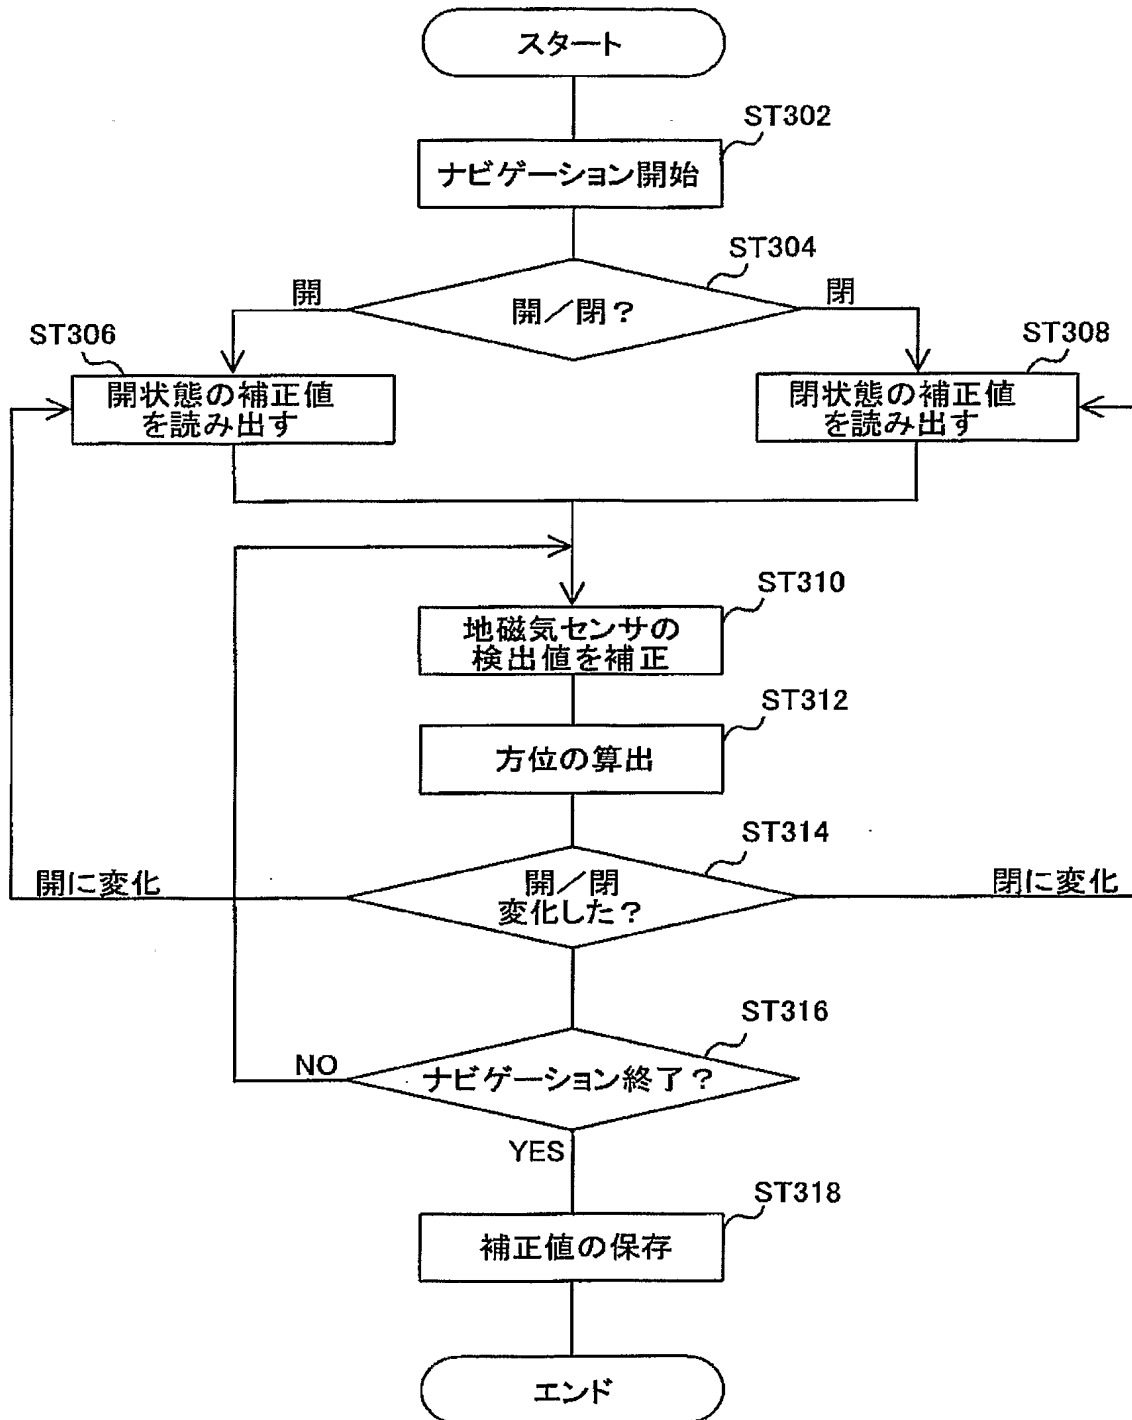 スタート
ST302
ナビゲーション開始
ST304
開／閉？
開
閉
ST306
開状態の補正値
を読み出す
ST308
閉状態の補正値
を読み出す
ST310
地磁気センサの
検出値を補正
ST312
方位の算出
ST314
開／閉
変化した？
開に変化
閉に変化
ST316
ナビゲーション終了？
NO
YES
ST318
補正値の保存
エンド